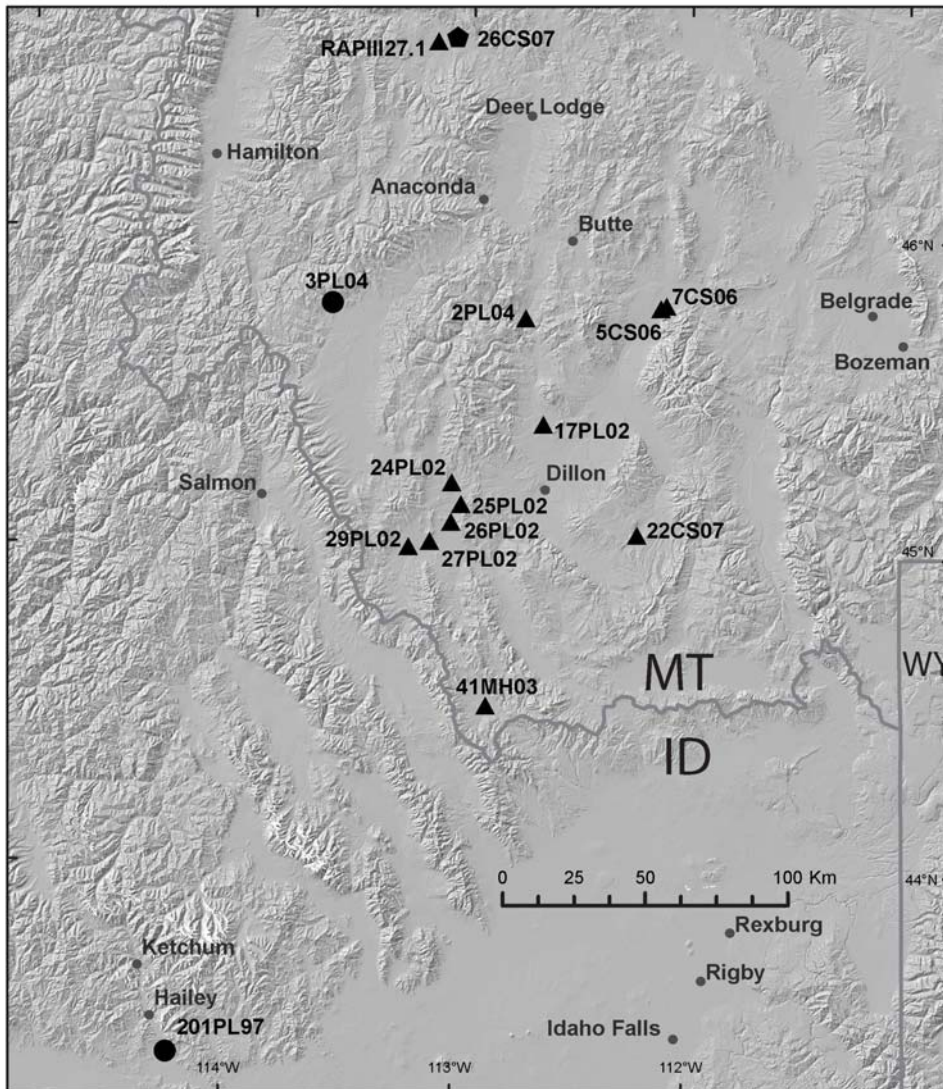 RAPIII27.1
26CS07
Deer Lodge
Hamilton
Anaconda
Butte
46°N
3PL04
7CS06
2PL04
5CS06
Belgrade
Bozeman
17PL02
24PL02
Salmon
Dillon
25PL02
26PL02
29PL02
22CS07
27PL02
45°N
MT
WY
41MH03
ID
0 25 50 100 Km
44°N
Rexburg
Ketchum
Rigby
Hailey
201PL97
Idaho Falls
114°W
113°W
112°W